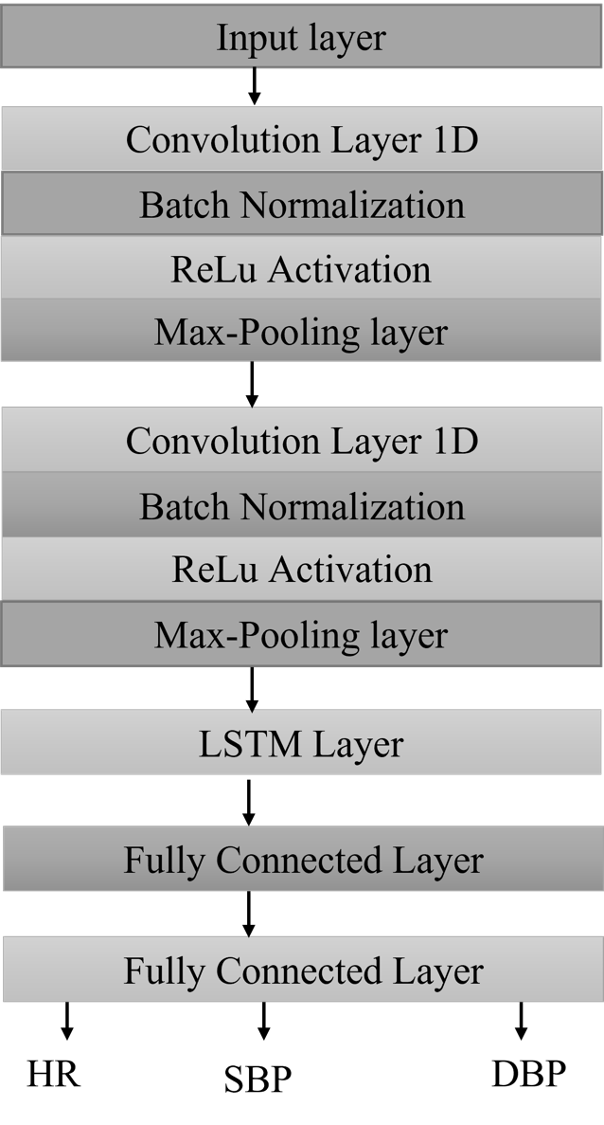 Input layer
Convolution Layer 1D
Batch Normalization
ReLu Activation
Max-Pooling layer
Convolution Layer 1D
Batch Normalization
ReLu Activation
Max-Pooling layer
LSTM Layer
Fully Connected Layer
Fully Connected Layer
HR SBP DBP